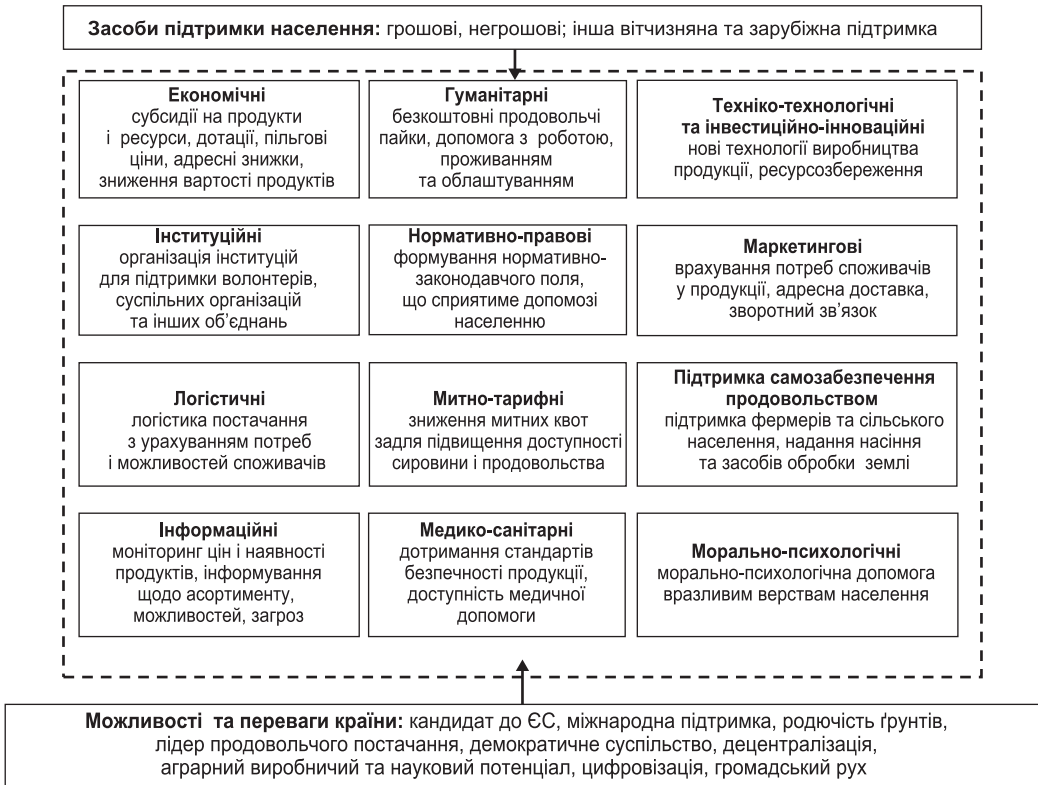 Засоби підтримки населення: грошові, негрошові; інша вітчизняна та зарубіжна підтримка
Економічні
субсидії на продукти
і ресурси, дотації, пільгові
ціни, адресні знижки,
зниження вартості продуктів
Гуманітарні
безкоштовні продовольчі
пайки, допомога з роботою,
проживанням
та облаштуванням
Техніко-технологічні
та інвестиційно-інноваційні
нові технології виробництва
продукції, ресурсозбереження
Інституційні
організація інституцій
для підтримки волонтерів,
суспільних організацій
та інших об’єднань
Нормативно-правові
формування нормативно-
законодавчого поля,
що сприятиме допомозі
населенню
Маркетингові
врахування потреб споживачів
у продукції, адресна доставка,
зворотний зв’язок
Логістичні
логістика постачання
з урахуванням потреб
і можливостей споживачів
Митно-тарифні
зниження митних квот
задля підвищення доступності
сировини і продовольства
Підтримка самозабезпечення
продовольством
підтримка фермерів та сільського
населення, надання насіння
та засобів обробки землі
Інформаційні
моніторинг цін і наявності
продуктів, інформування
щодо асортименту,
можливостей, загроз
Медико-санітарні
дотримання стандартів
безпечності продукції,
доступність медичної
допомоги
Морально-психологічні
морально-психологічна допомога
вразливим верствам населення
Можливості та переваги країни: кандидат до ЄС, міжнародна підтримка, родючість ґрунтів,
лідер продовольчого постачання, демократичне суспільство, децентралізація,
аграрний виробничий та науковий потенціал, цифровізація, громадський рух